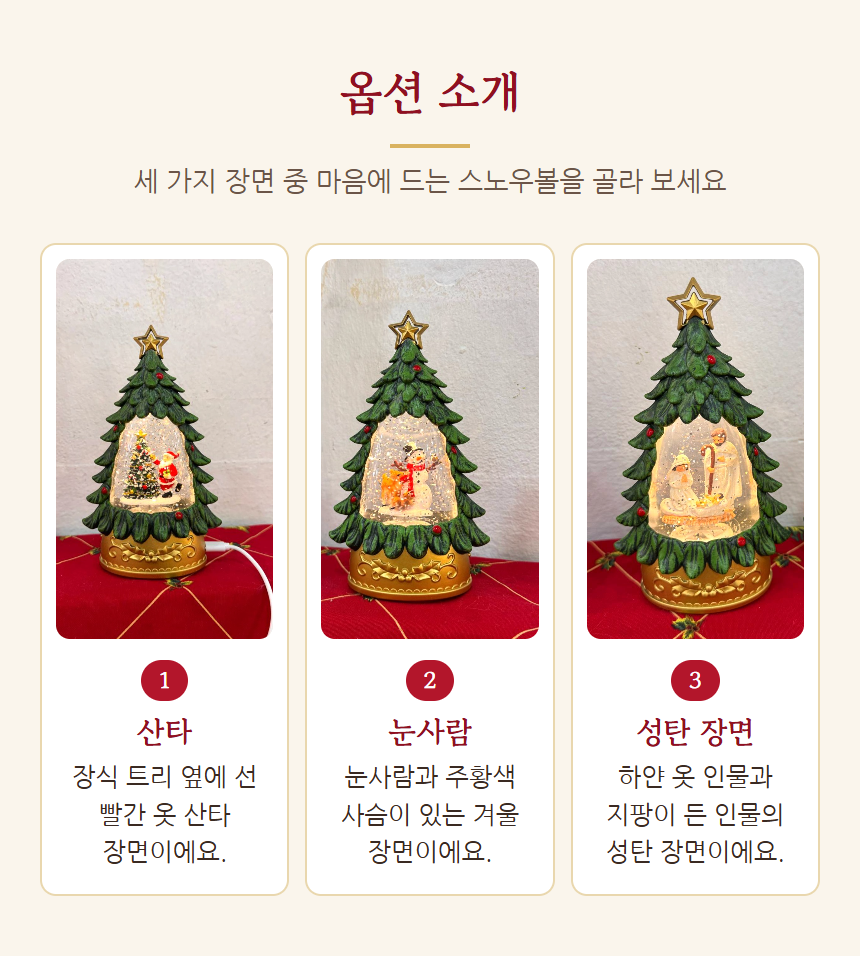 옵션 소개
세 가지 장면 중 마음에 드는 스노우볼을 골라 보세요
1
산타
장식 트리 옆에 선
빨간 옷 산타
장면이에요.
2
눈사람
눈사람과 주황색
사슴이 있는 겨울
장면이에요.
3
성탄 장면
하얀 옷 인물과
지팡이 든 인물의
성탄 장면이에요.